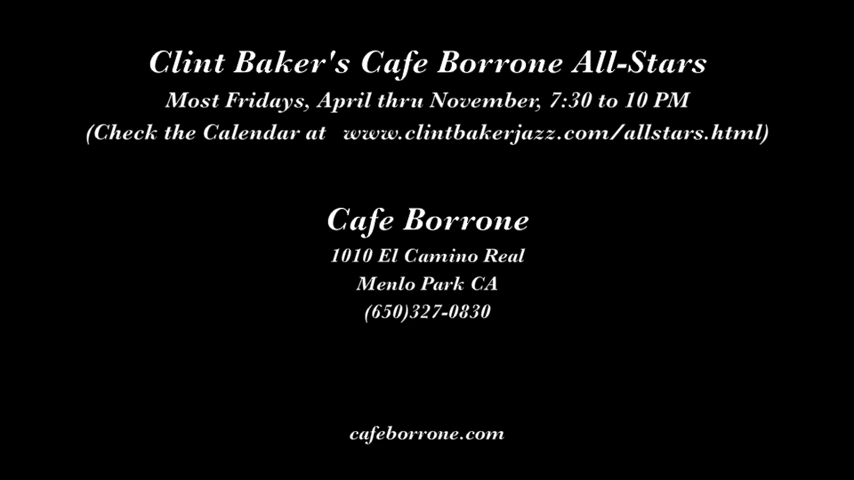 Clint Baker's Cafe Borrone All-Stars
Most Fridays, April thru November, 7:30 to 10 PM
(Check the Calendar at www.clintbakerjazz.com/allstars.html)
Cafe Borrone
1010 El Camino Real
Menlo Park CA
(650)327-0830
cafeborrone.com